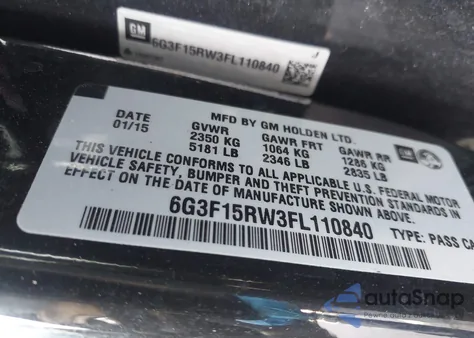 GM
6G3F15RW3FL110840
MFD BY GM HOLDEN LTD.
DATE GVWR GAWR FRT GAWR RR
01/15 2350 KG 1064 KG 1286 KG
5181 LB 2346 LB 2835 LB
GM
THIS VEHICLE CONFORMS TO ALL APPLICABLE U.S. FEDERAL MOTOR
VEHICLE SAFETY, BUMPER AND THEFT PREVENTION STANDARDS IN
EFFECT ON THE DATE OF MANUFACTURE SHOWN ABOVE.
6G3F15RW3FL110840
TYPE: PASS CA
autoSnap